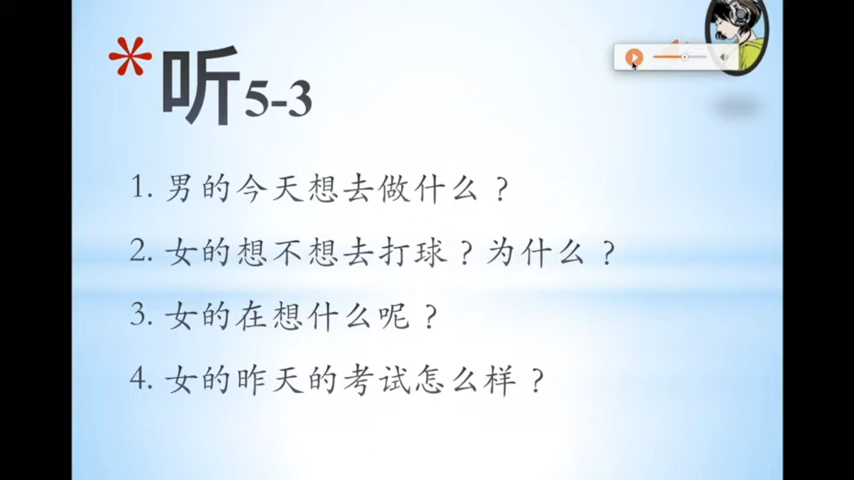 *听5-3
1. 男的今天想去做什么？
2. 女的想不想去打球？为什么？
3. 女的在想什么呢？
4. 女的昨天的考试怎么样？